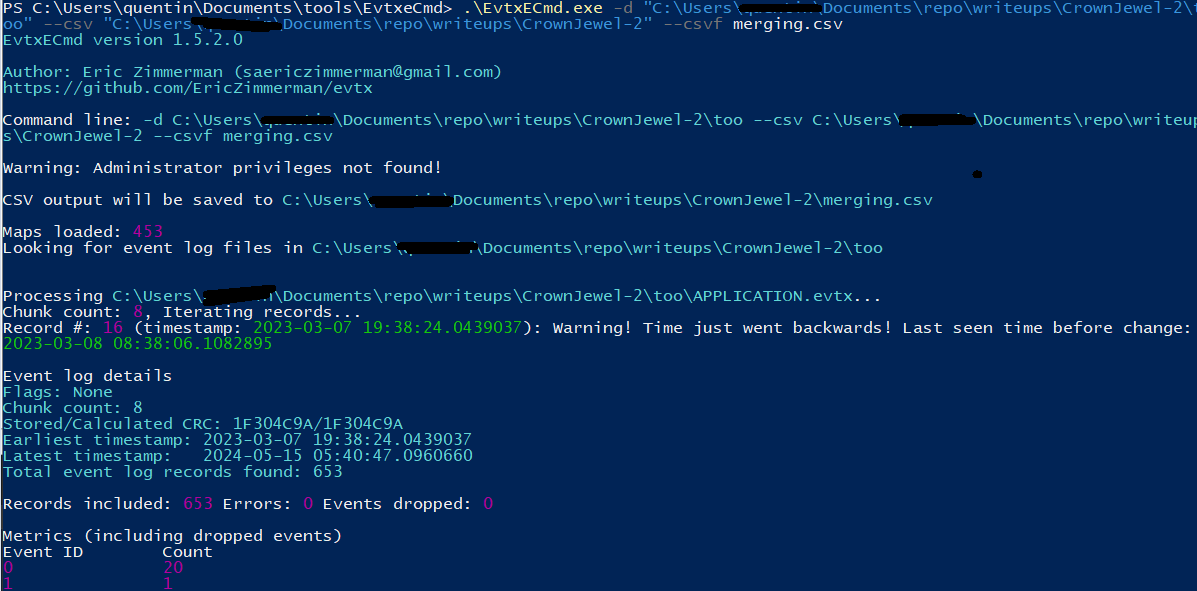 PS C:\Users\quentin\Documents\tools\EvtxeCmd> .\EvtxECmd.exe -d "C:\Users\ \Documents\repo\writeups\CrownJewel-2\t
oo" --csv "C:\Users\ \Documents\repo\writeups\CrownJewel-2" --csvf merging.csv
EvtxECmd version 1.5.2.0
Author: Eric Zimmerman (saericzimmerman@gmail.com)
https://github.com/EricZimmerman/evtx
Command line: -d C:\Users\ \Documents\repo\writeups\CrownJewel-2\too --csv C:\Users\ \Documents\repo\writeup
s\CrownJewel-2 --csvf merging.csv
Warning: Administrator privileges not found!
CSV output will be saved to C:\Users\ Documents\repo\writeups\CrownJewel-2\merging.csv
Maps loaded: 453
Looking for event log files in C:\Users\ \Documents\repo\writeups\CrownJewel-2\too
Processing C:\Users\ \Documents\repo\writeups\CrownJewel-2\too\APPLICATION.evtx...
Chunk count: 8, Iterating records...
Record #: 16 (timestamp: 2023-03-07 19:38:24.0439037): Warning! Time just went backwards! Last seen time before change:
2023-03-08 08:38:06.1082895
Event log details
Flags: None
Chunk count: 8
Stored/Calculated CRC: 1F304C9A/1F304C9A
Earliest timestamp: 2023-03-07 19:38:24.0439037
Latest timestamp: 2024-05-15 05:40:47.0960660
Total event log records found: 653
Records included: 653 Errors: 0 Events dropped: 0
Metrics (including dropped events)
Event ID Count
0 20
1 1